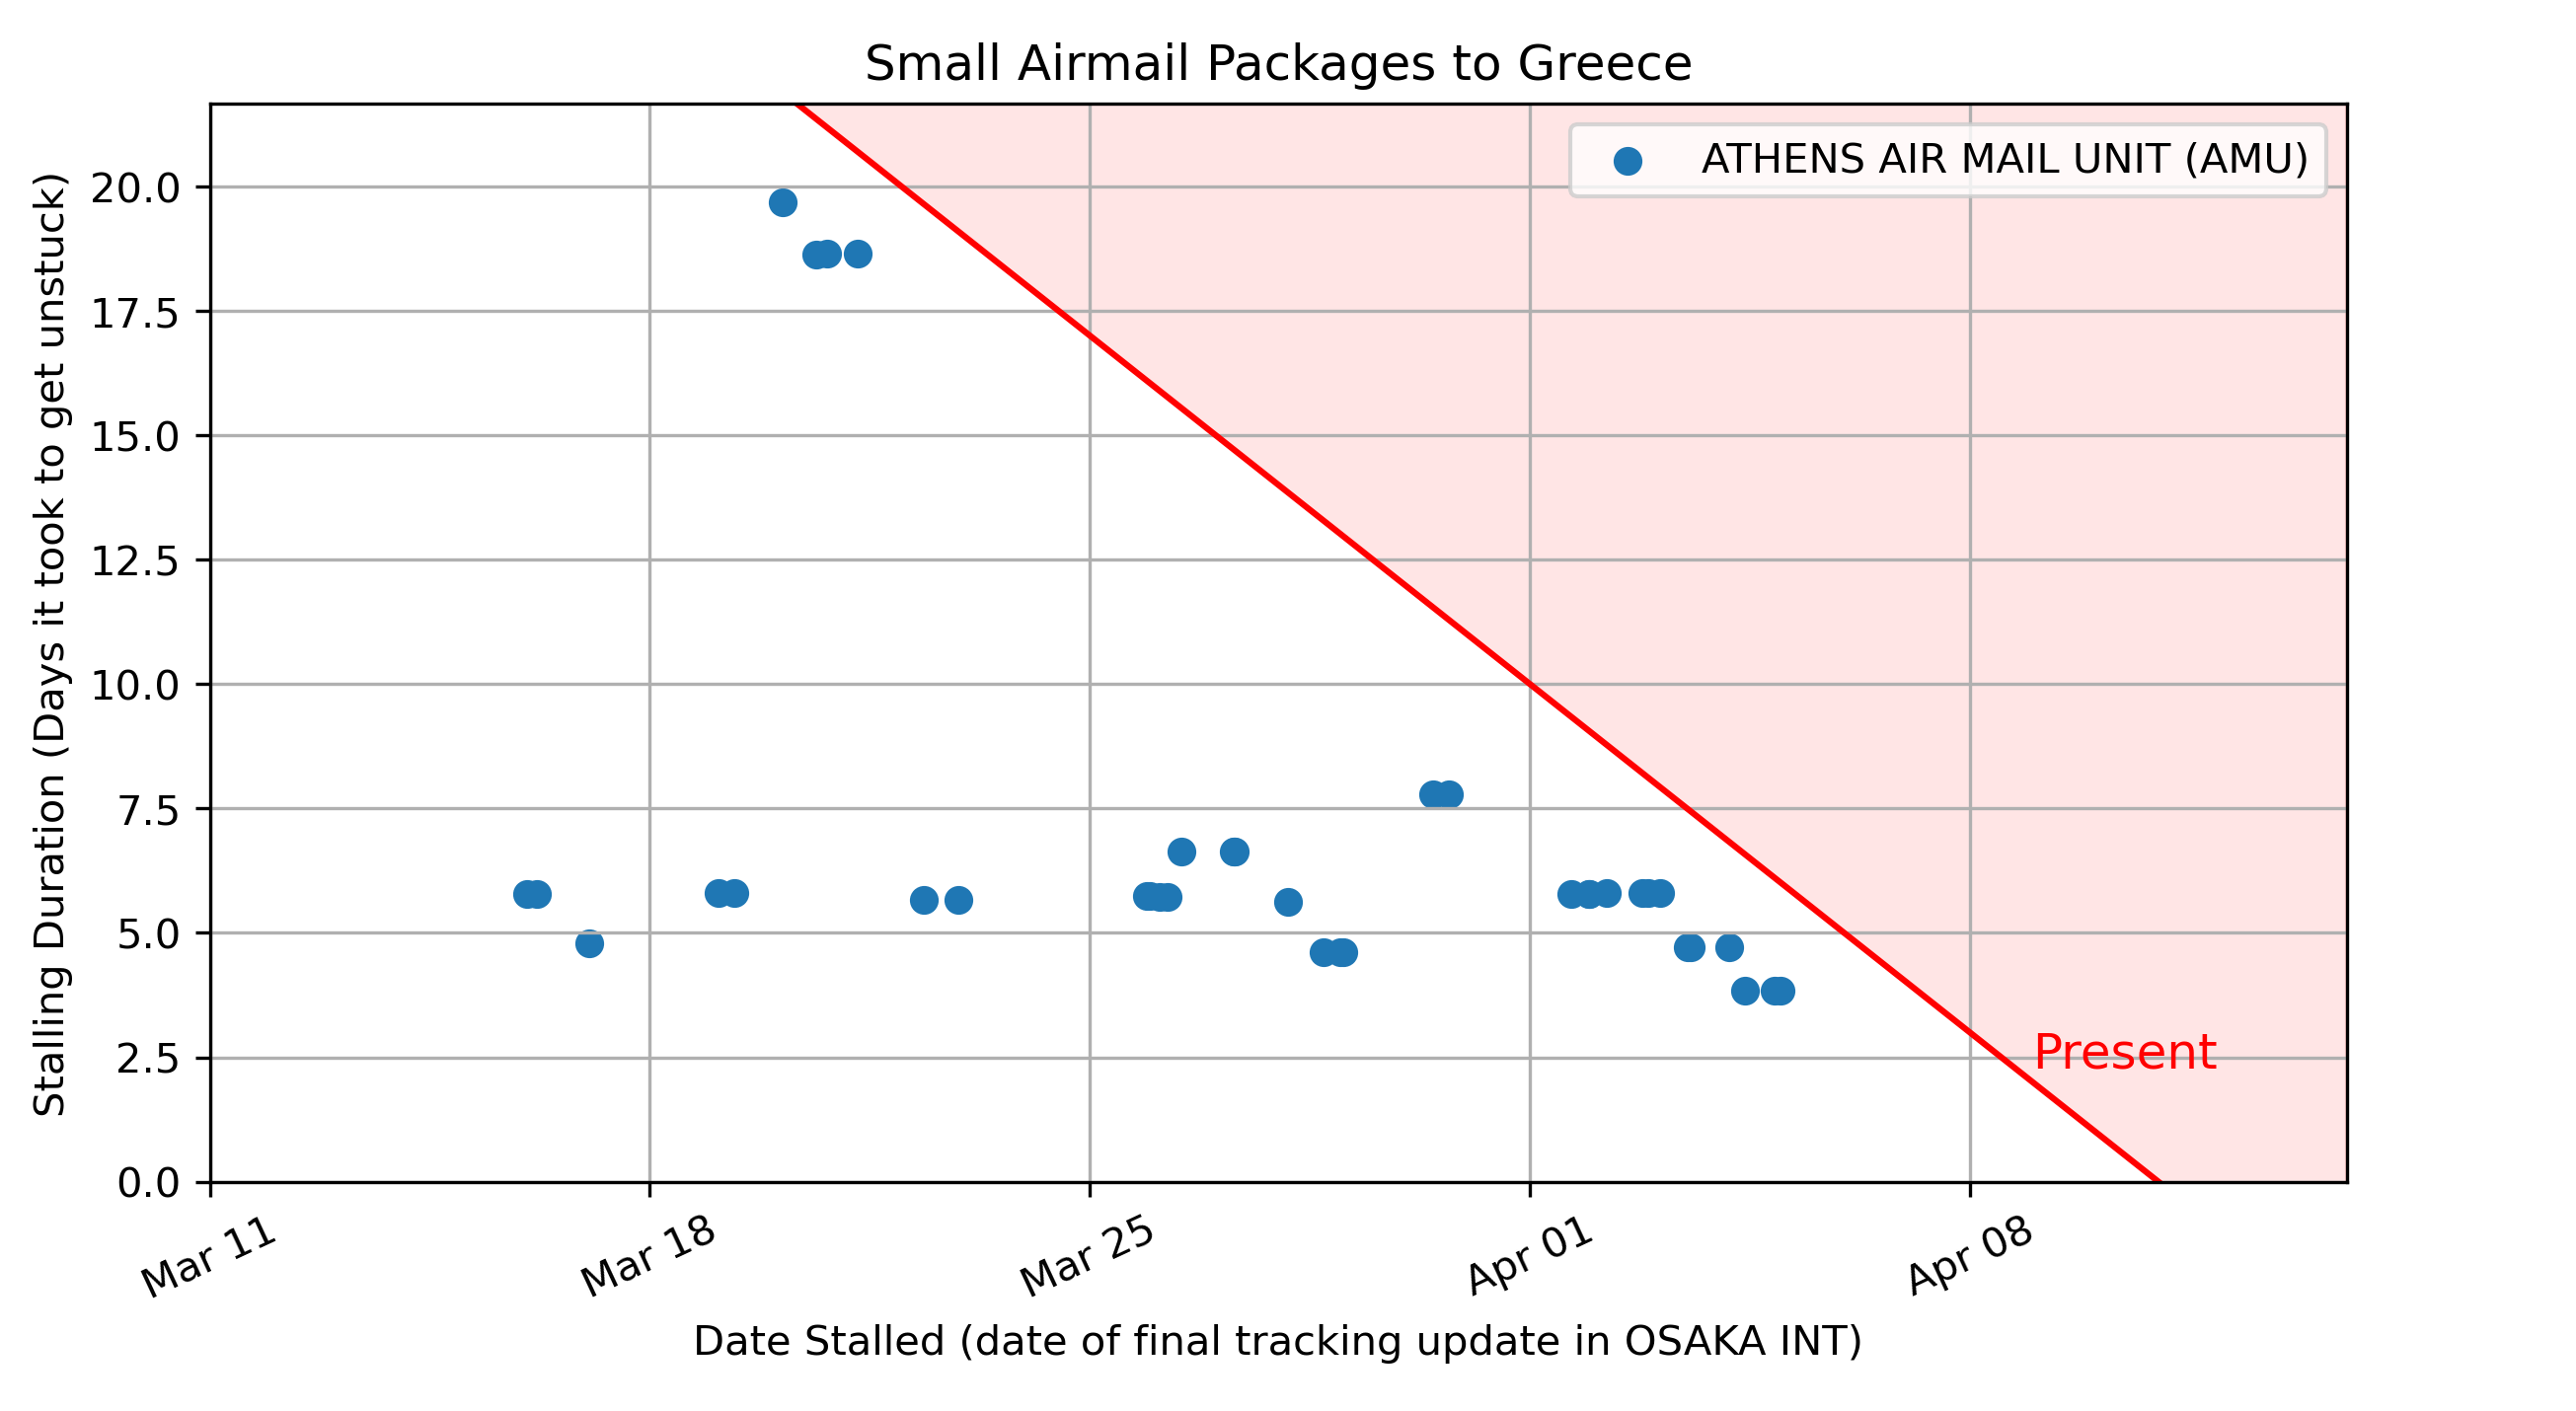 Small Airmail Packages to Greece
ATHENS AIR MAIL UNIT (AMU)
Stalling Duration (Days it took to get unstuck)
20.0
17.5
15.0
12.5
10.0
7.5
5.0
2.5
0.0
Present
Mar 11
Mar 18
Mar 25
Apr 01
Apr 08
Date Stalled (date of final tracking update in OSAKA INT)